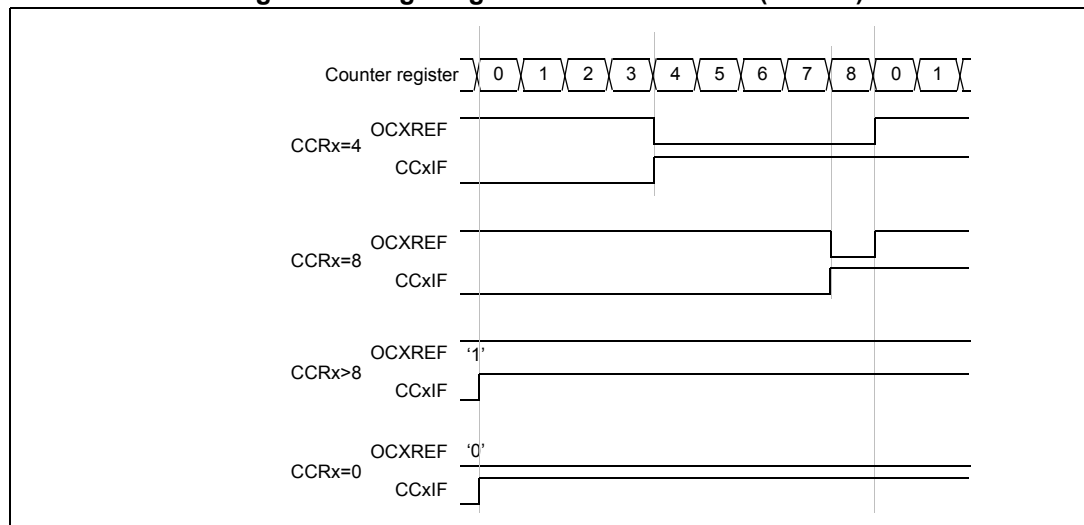 Counter register 0 1 2 3 4 5 6 7 8 0 1
OCXREF
CCRx=4
CCxIF
OCXREF
CCRx=8
CCxIF
OCXREF ‘1’
CCRx>8
CCxIF
OCXREF ‘0’
CCRx=0
CCxIF